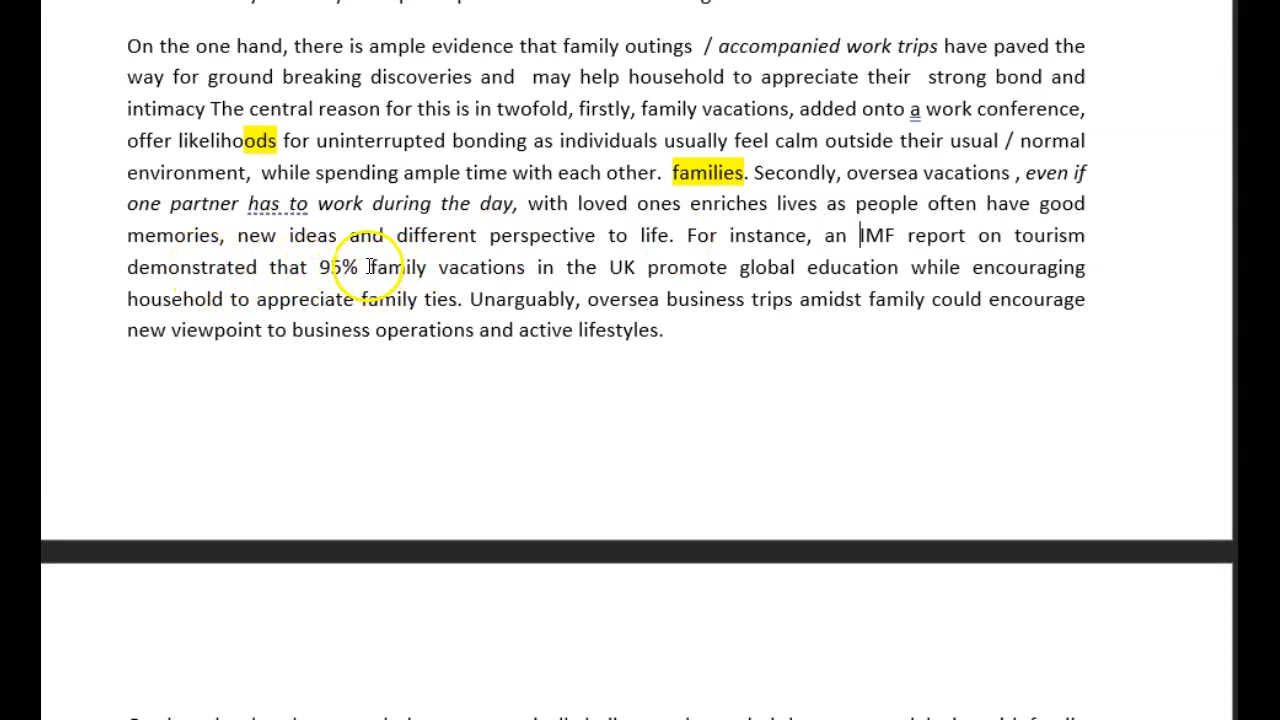 On the one hand, there is ample evidence that family outings / accompanied work trips have paved the
way for ground breaking discoveries and may help household to appreciate their strong bond and
intimacy The central reason for this is in twofold, firstly, family vacations, added onto a work conference,
offer likelihoods for uninterrupted bonding as individuals usually feel calm outside their usual / normal
environment, while spending ample time with each other. families. Secondly, oversea vacations , even if
one partner has to work during the day, with loved ones enriches lives as people often have good
memories, new ideas and different perspective to life. For instance, an IMF report on tourism
demonstrated that 95% family vacations in the UK promote global education while encouraging
household to appreciate family ties. Unarguably, oversea business trips amidst family could encourage
new viewpoint to business operations and active lifestyles.